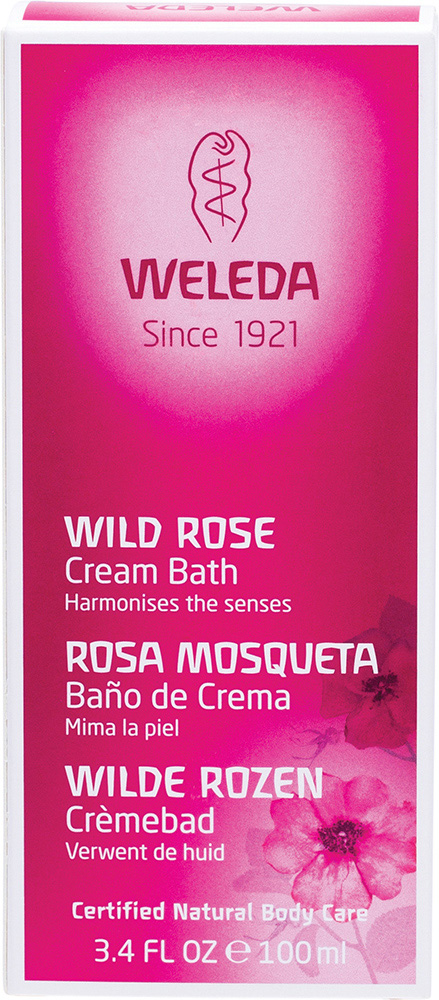 WELEDA
WELEDA
Since 1921
WILD ROSE
Cream Bath
Harmonises the senses
ROSA MOSQUETA
Baño de Crema
Mima la piel
WILDE ROZEN
Crèmebad
Verwent de huid
Certified Natural Body Care
3.4 FL OZ ℮ 100 ml